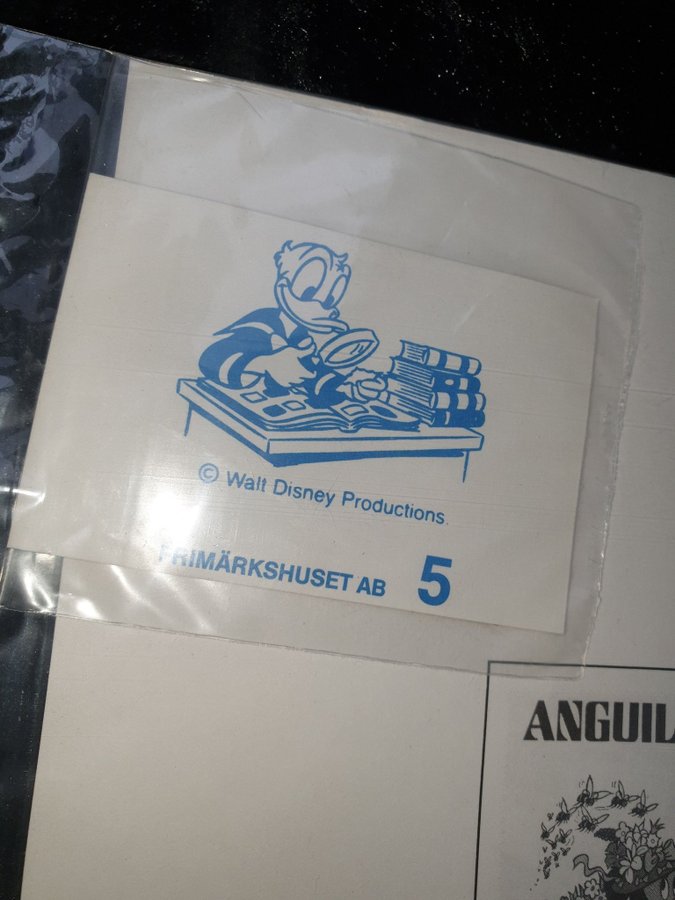 © Walt Disney Productions
FRIMÄRKSHUSET AB 5
ANGUIL